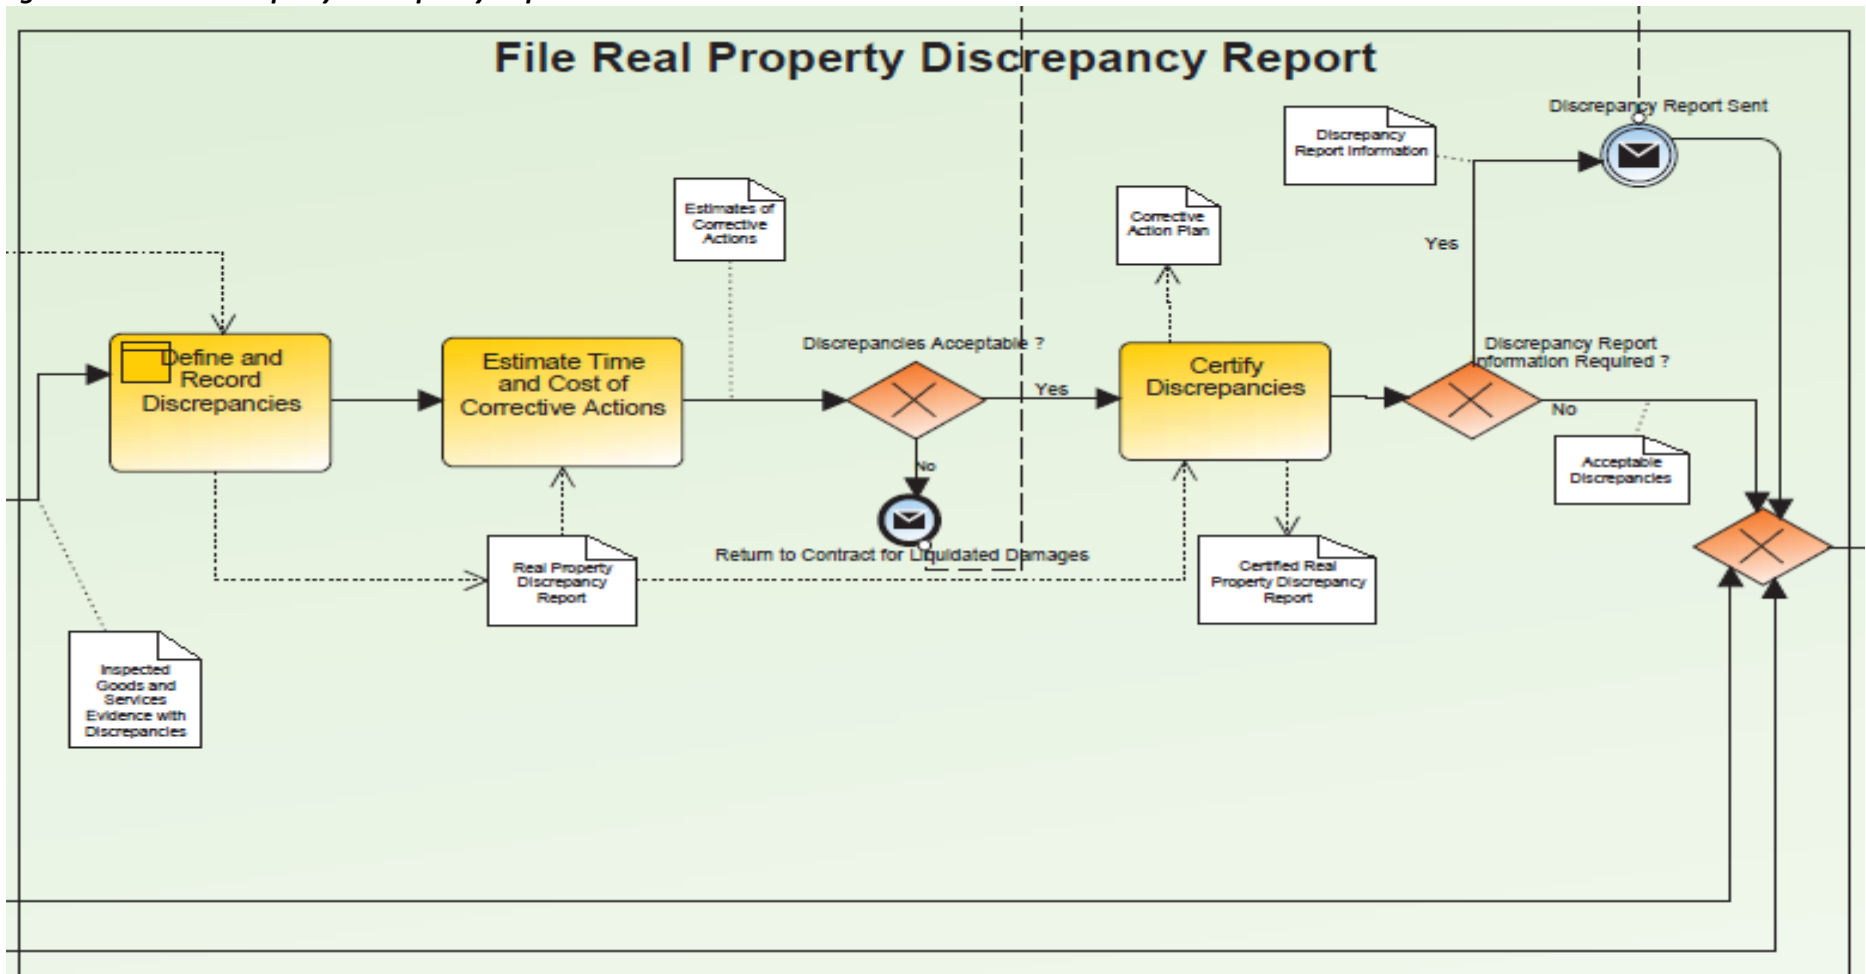 File Real Property Discrepancy Report
Discrepancy Report Sent
Discrepancy
Report Information
Estimates of
Corrective
Actions
Corrective
Action Plan
Yes
Define and
Record
Discrepancies
Estimate Time
and Cost of
Corrective Actions
Discrepancies Acceptable ?
Yes
No
Certify
Discrepancies
Discrepancy Report
Information Required ?
No
Acceptable
Discrepancies
Return to Contract for Liquidated Damages
Real Property
Discrepancy
Report
Certified Real
Property Discrepancy
Report
Inspected
Goods and
Services
Evidence with
Discrepancies